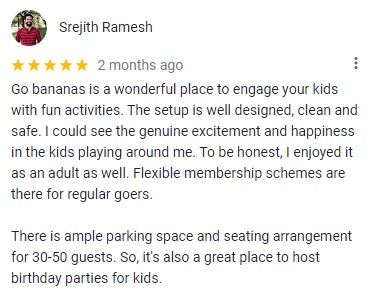 Srejith Ramesh
2 months ago
Go bananas is a wonderful place to engage your kids
with fun activities. The setup is well designed, clean and
safe. I could see the genuine excitement and happiness
in the kids playing around me. To be honest, I enjoyed it
as an adult as well. Flexible membership schemes are
there for regular goers.
There is ample parking space and seating arrangement
for 30-50 guests. So, it's also a great place to host
birthday parties for kids.